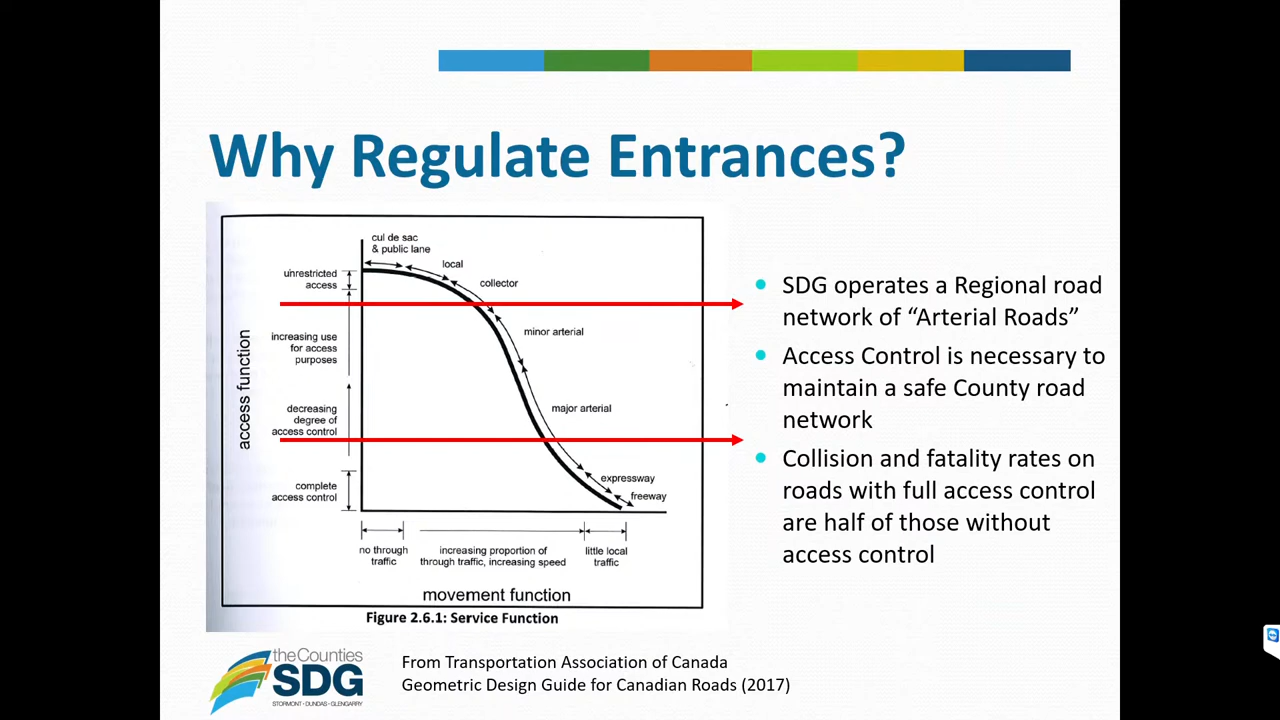 Why Regulate Entrances?
cul de sac
& public lane
local
collector
minor arterial
major arterial
expressway
freeway
unrestricted
access
increasing use
for access
purposes
decreasing
degree of
access control
complete
access control
access function
no through
traffic
increasing proportion of
through traffic, increasing speed
little local
traffic
movement function
Figure 2.6.1: Service Function
SDG operates a Regional road
network of “Arterial Roads”
Access Control is necessary to
maintain a safe County road
network
Collision and fatality rates on
roads with full access control
are half of those without
access control
the Counties
SDG
STORMONT • DUNDAS • GLENGARRY
From Transportation Association of Canada
Geometric Design Guide for Canadian Roads (2017)